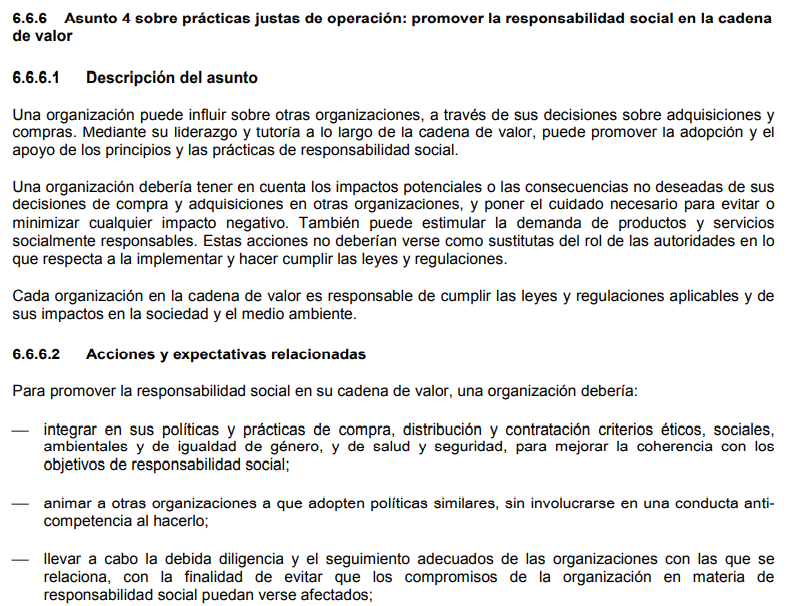 6.6.6 Asunto 4 sobre prácticas justas de operación: promover la responsabilidad social en la cadena
de valor
6.6.6.1 Descripción del asunto
Una organización puede influir sobre otras organizaciones, a través de sus decisiones sobre adquisiciones y
compras. Mediante su liderazgo y tutoría a lo largo de la cadena de valor, puede promover la adopción y el
apoyo de los principios y las prácticas de responsabilidad social.
Una organización debería tener en cuenta los impactos potenciales o las consecuencias no deseadas de sus
decisiones de compra y adquisiciones en otras organizaciones, y poner el cuidado necesario para evitar o
minimizar cualquier impacto negativo. También puede estimular la demanda de productos y servicios
socialmente responsables. Estas acciones no deberían verse como sustitutas del rol de las autoridades en lo
que respecta a la implementar y hacer cumplir las leyes y regulaciones.
Cada organización en la cadena de valor es responsable de cumplir las leyes y regulaciones aplicables y de
sus impactos en la sociedad y el medio ambiente.
6.6.6.2 Acciones y expectativas relacionadas
Para promover la responsabilidad social en su cadena de valor, una organización debería:
— integrar en sus políticas y prácticas de compra, distribución y contratación criterios éticos, sociales,
ambientales y de igualdad de género, y de salud y seguridad, para mejorar la coherencia con los
objetivos de responsabilidad social;
— animar a otras organizaciones a que adopten políticas similares, sin involucrarse en una conducta anti-
competencia al hacerlo;
— llevar a cabo la debida diligencia y el seguimiento adecuados de las organizaciones con las que se
relaciona, con la finalidad de evitar que los compromisos de la organización en materia de
responsabilidad social puedan verse afectados;